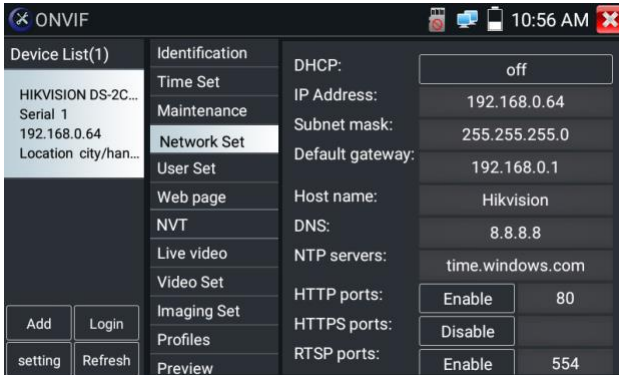 ONVIF
10:56 AM
Device List(1)
HIKVISION DS-2C...
Serial 1
192.168.0.64
Location city/han...
Add
Login
setting
Refresh
Identification
Time Set
Maintenance
Network Set
User Set
Web page
NVT
Live video
Video Set
Imaging Set
Profiles
Preview
DHCP: off
IP Address: 192.168.0.64
Subnet mask: 255.255.255.0
Default gateway: 192.168.0.1
Host name: Hikvision
DNS: 8.8.8.8
NTP servers: time.windows.com
HTTP ports: Enable 80
HTTPS ports: Disable
RTSP ports: Enable 554